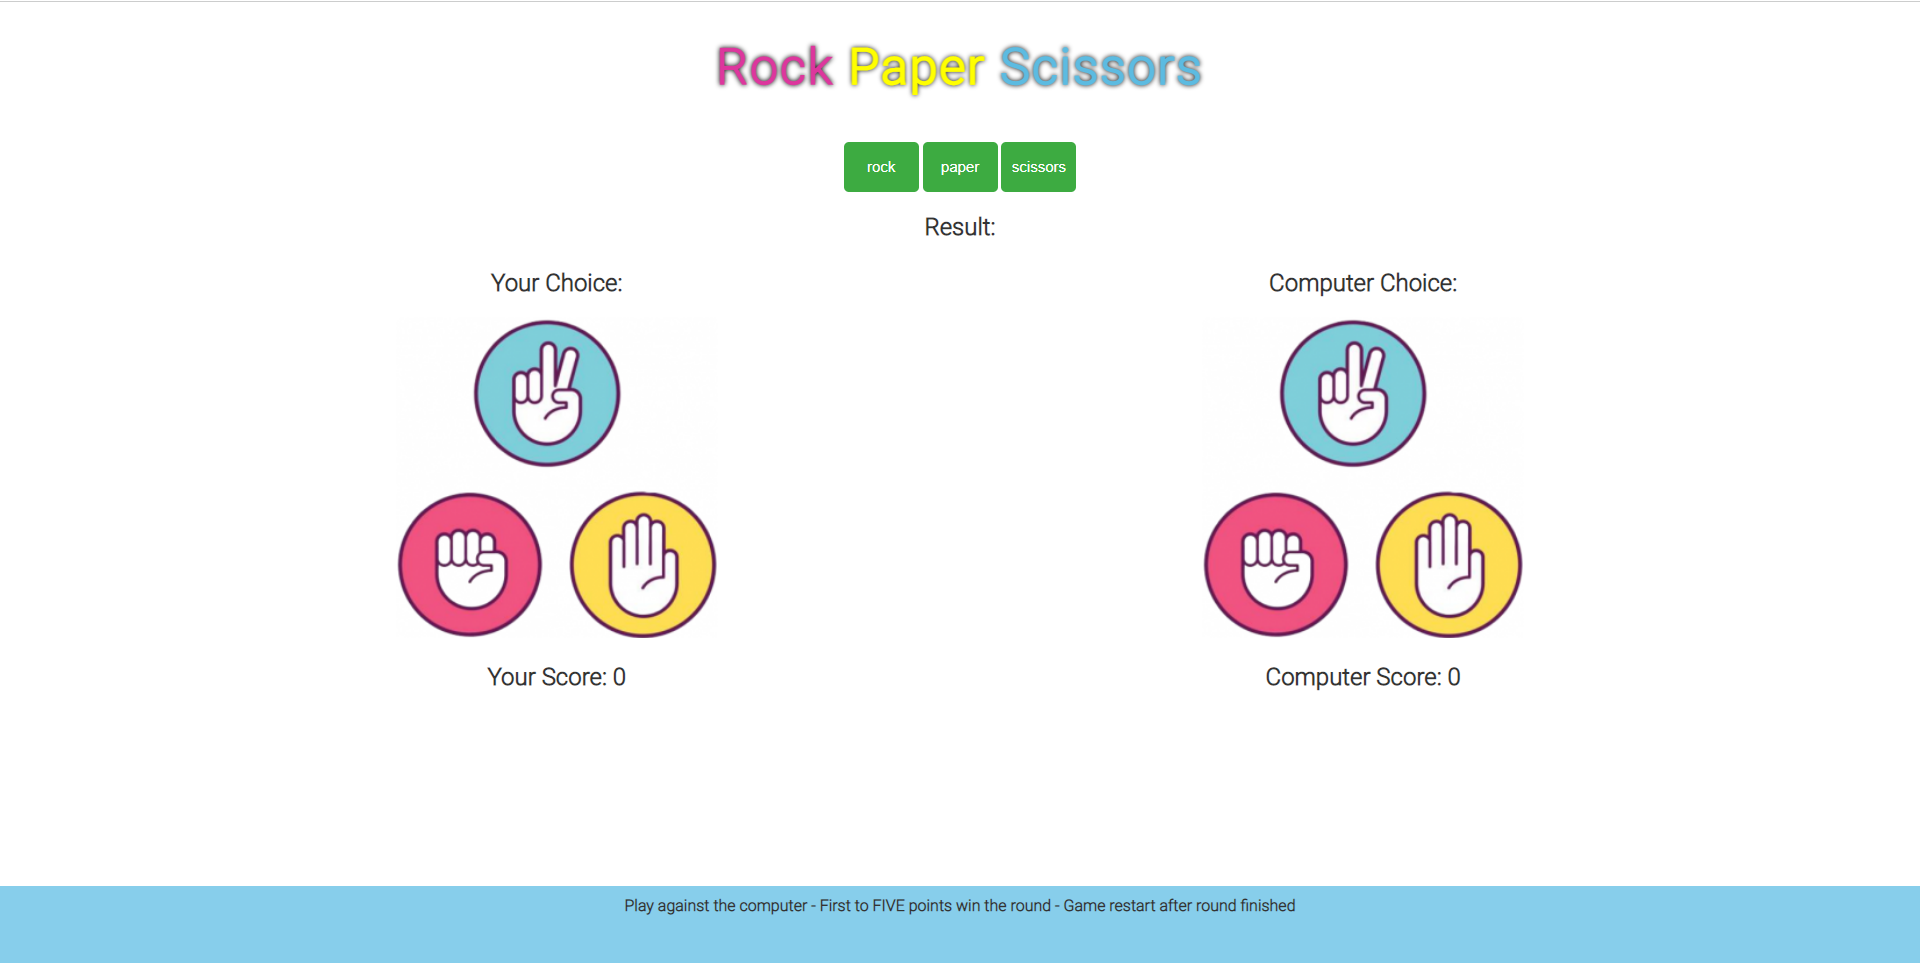 Rock Paper Scissors
rock paper scissors
Result:
Your Choice:
Computer Choice:
Your Score: 0
Computer Score: 0
Play against the computer - First to FIVE points win the round - Game restart after round finished